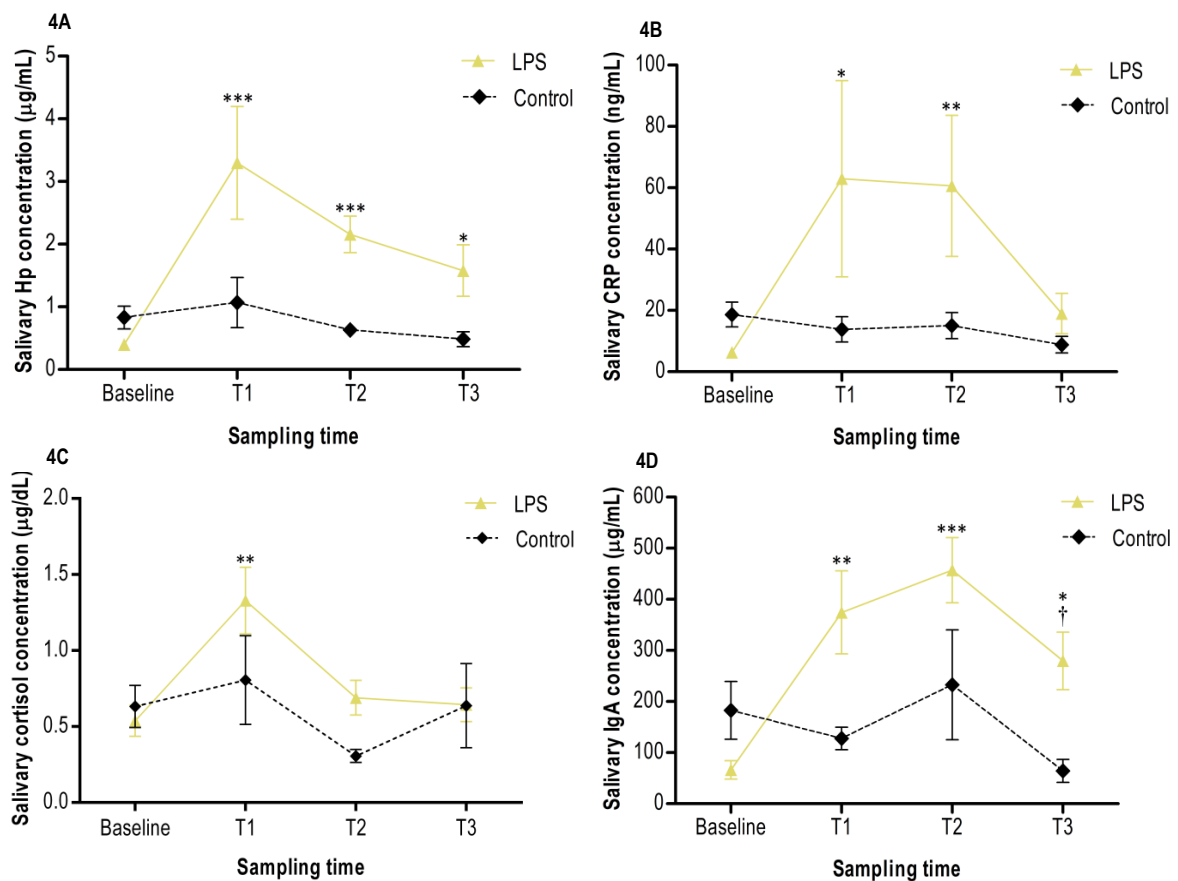 4A
Salivary Hp concentration (µg/mL)
5
4
3
2
1
0
LPS
Control
***
***
*
Baseline T1 T2 T3
Sampling time
4B
Salivary CRP concentration (ng/mL)
100
80
60
40
20
0
LPS
Control
*
**
Baseline T1 T2 T3
Sampling time
4C
Salivary cortisol concentration (µg/dL)
2.0
1.5
1.0
0.5
0.0
LPS
Control
**
Baseline T1 T2 T3
Sampling time
4D
Salivary IgA concentration (µg/mL)
600
500
400
300
200
100
0
LPS
Control
**
***
*
†
Baseline T1 T2 T3
Sampling time